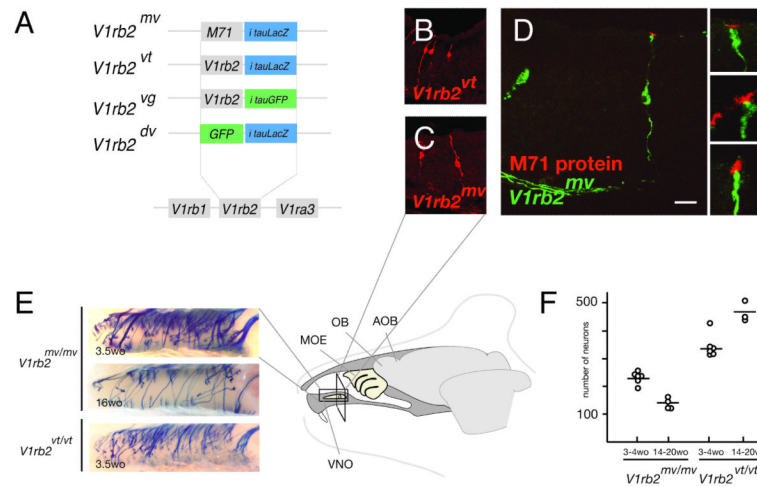 A
V1rb2 mv
M71
i tauLacZ
V1rb2 vt
V1rb2
i tauLacZ
V1rb2 vg
V1rb2
i tauGFP
V1rb2 dv
GFP
i tauLacZ
V1rb1
V1rb2
V1ra3
B
V1rb2 vt
C
V1rb2 mv
D
M71 protein
V1rb2 mv
E
V1rb2 mv/mv
3.5wo
16wo
V1rb2 vt/vt
3.5wo
OB
AOB
MOE
VNO
F
number of neurons
500
100
3-4wo 14-20wo 3-4wo 14-20w
V1rb2 mv/mv V1rb2 vt/vt